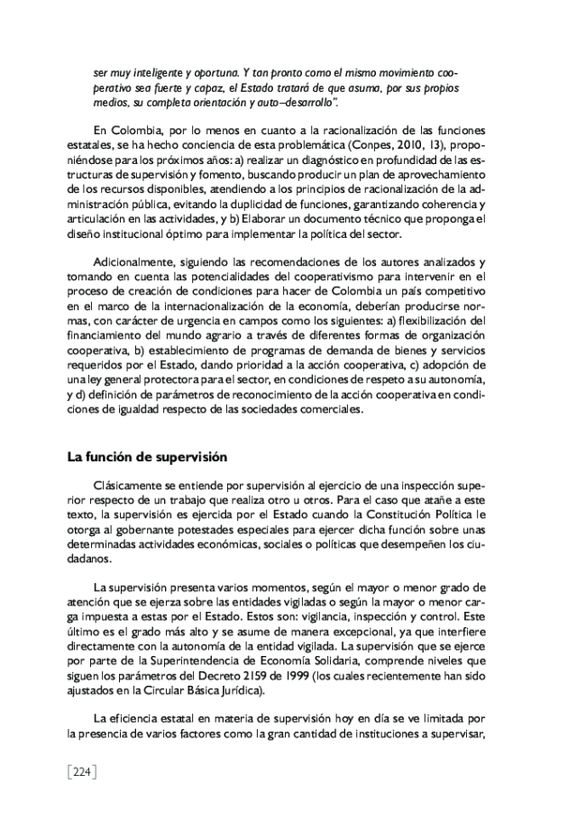 ser muy inteligente y oportuna. Y tan pronto como el mismo movimiento coo-
perativo sea fuerte y capaz, el Estado tratará de que asuma, por sus propios
medios, su completa orientación y auto–desarrollo”.
En Colombia, por lo menos en cuanto a la racionalización de las funciones
estatales, se ha hecho conciencia de esta problemática (Conpes, 2010, 13), propo-
niéndose para los próximos años: a) realizar un diagnóstico en profundidad de las es-
tructuras de supervisión y fomento, buscando producir un plan de aprovechamiento
de los recursos disponibles, atendiendo a los principios de racionalización de la ad-
ministración pública, evitando la duplicidad de funciones, garantizando coherencia y
articulación en las actividades, y b) Elaborar un documento técnico que proponga el
diseño institucional óptimo para implementar la política del sector.
Adicionalmente, siguiendo las recomendaciones de los autores analizados y
tomando en cuenta las potencialidades del cooperativismo para intervenir en el
proceso de creación de condiciones para hacer de Colombia un país competitivo
en el marco de la internacionalización de la economía, deberían producirse nor-
mas, con carácter de urgencia en campos como los siguientes: a) flexibilización del
financiamiento del mundo agrario a través de diferentes formas de organización
cooperativa, b) establecimiento de programas de demanda de bienes y servicios
requeridos por el Estado, dando prioridad a la acción cooperativa, c) adopción de
una ley general protectora para el sector, en condiciones de respeto a su autonomía,
y d) definición de parámetros de reconocimiento de la acción cooperativa en condi-
ciones de igualdad respecto de las sociedades comerciales.
La función de supervisión
Clásicamente se entiende por supervisión al ejercicio de una inspección supe-
rior respecto de un trabajo que realiza otro u otros. Para el caso que atañe a este
texto, la supervisión es ejercida por el Estado cuando la Constitución Política le
otorga al gobernante potestades especiales para ejercer dicha función sobre unas
determinadas actividades económicas, sociales o políticas que desempeñen los ciu-
dadanos.
La supervisión presenta varios momentos, según el mayor o menor grado de
atención que se ejerza sobre las entidades vigiladas o según la mayor o menor car-
ga impuesta a estas por el Estado. Estos son: vigilancia, inspección y control. Este
último es el grado más alto y se asume de manera excepcional, ya que interfiere
directamente con la autonomía de la entidad vigilada. La supervisión que se ejerce
por parte de la Superintendencia de Economía Solidaria, comprende niveles que
siguen los parámetros del Decreto 2159 de 1999 (los cuales recientemente han sido
ajustados en la Circular Básica Jurídica).
La eficiencia estatal en materia de supervisión hoy en día se ve limitada por
la presencia de varios factores como la gran cantidad de instituciones a supervisar,
[224]